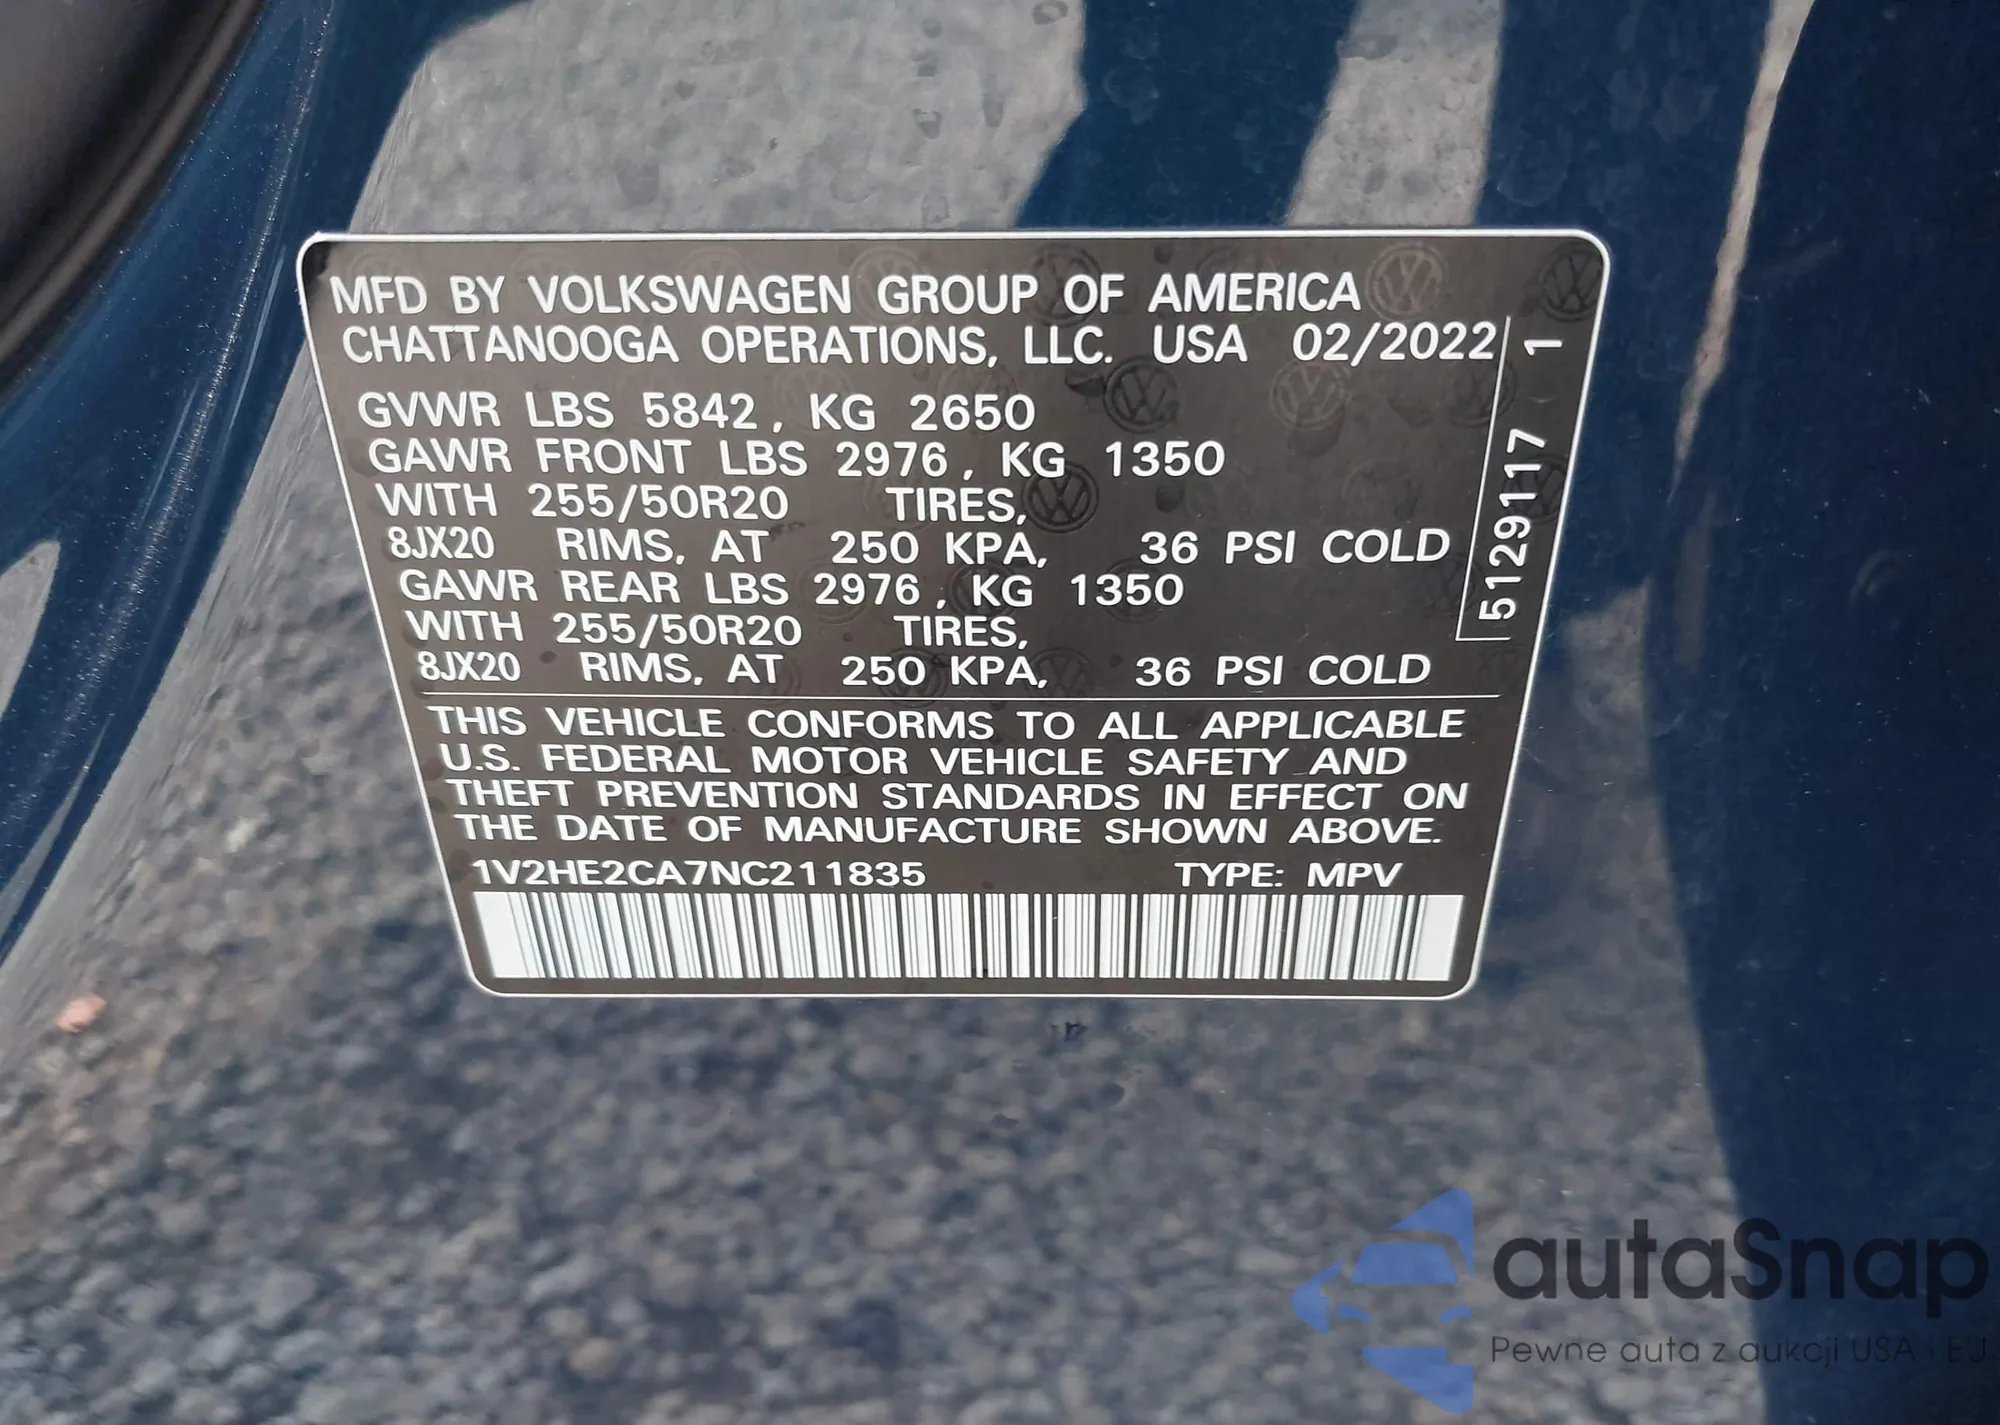 MFD BY VOLKSWAGEN GROUP OF AMERICA
CHATTANOOGA OPERATIONS, LLC. USA 02/2022
GVWR LBS 5842, KG 2650
GAWR FRONT LBS 2976, KG 1350
WITH 255/50R20 TIRES,
8JX20 RIMS, AT 250 KPA, 36 PSI COLD
GAWR REAR LBS 2976, KG 1350
WITH 255/50R20 TIRES,
8JX20 RIMS, AT 250 KPA, 36 PSI COLD
5129117 1
THIS VEHICLE CONFORMS TO ALL APPLICABLE
U.S. FEDERAL MOTOR VEHICLE SAFETY AND
THEFT PREVENTION STANDARDS IN EFFECT ON
THE DATE OF MANUFACTURE SHOWN ABOVE.
1V2HE2CA7NC211835 TYPE: MPV
autaSnap
Pewne auta z aukcji USA i EU